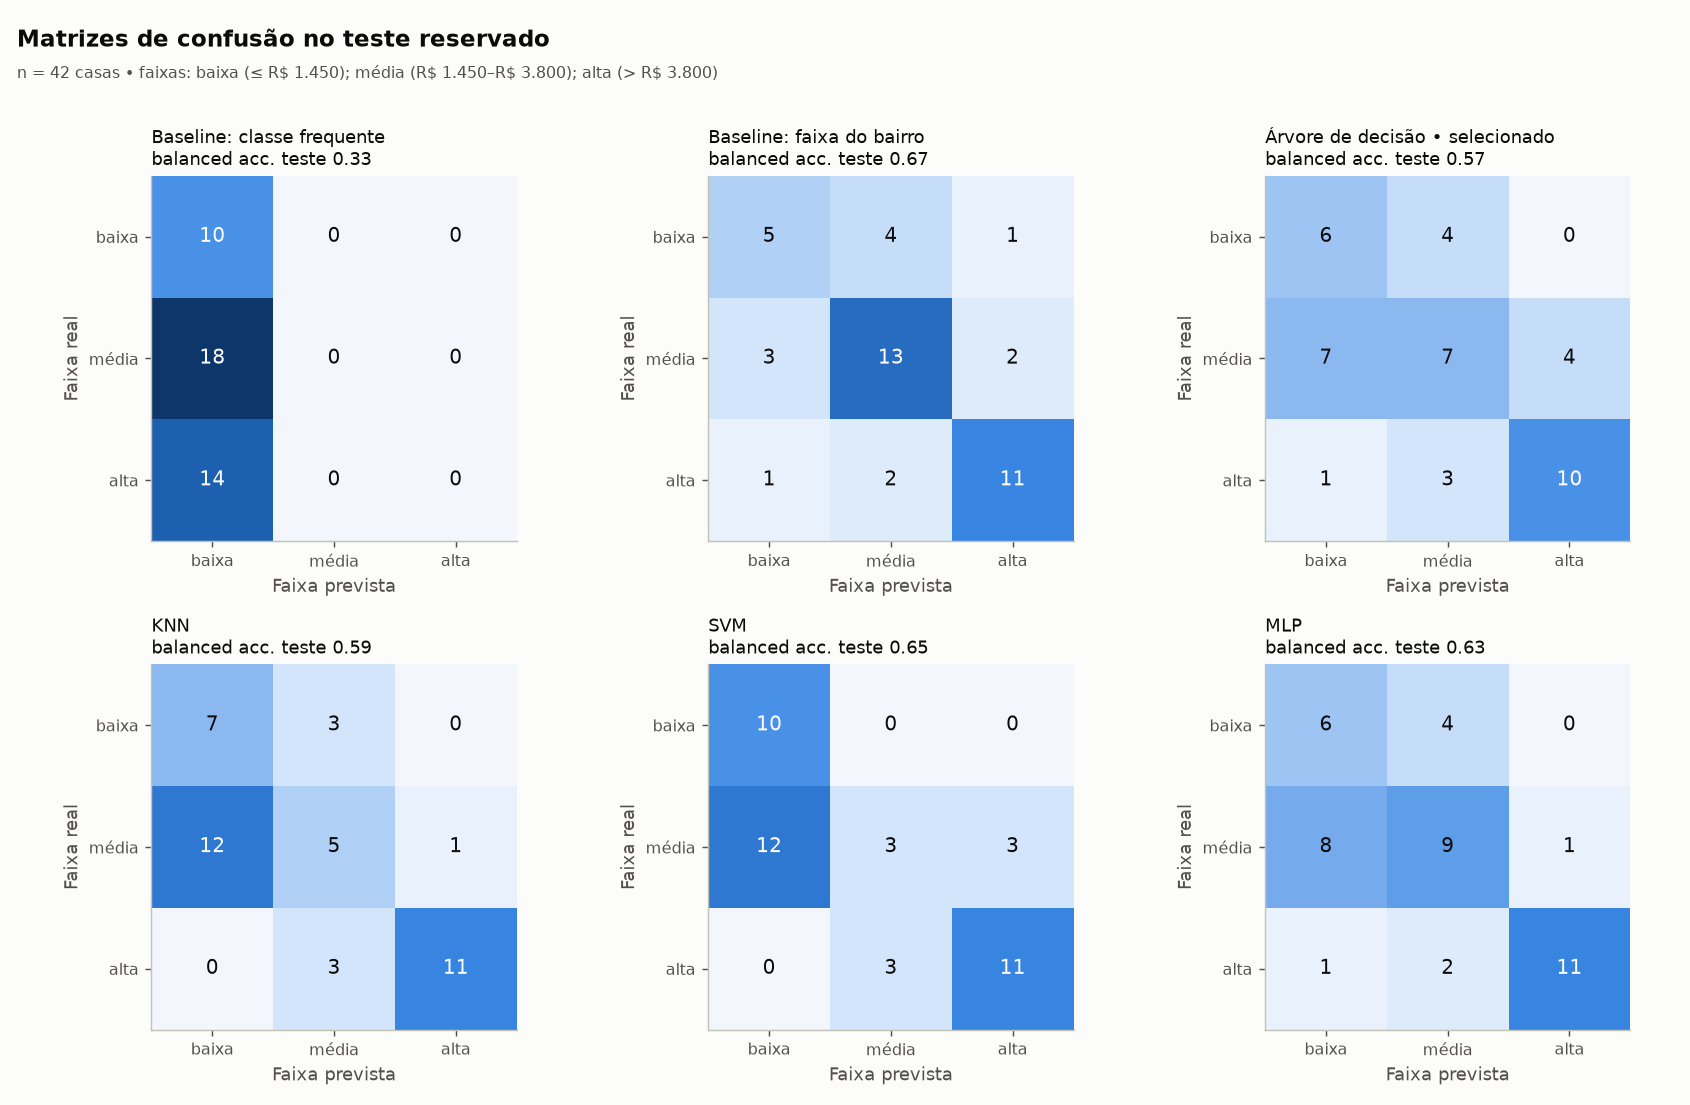 Matrizes de confusão no teste reservado
n = 42 casas • faixas: baixa (≤ R$ 1.450); média (R$ 1.450–R$ 3.800); alta (> R$ 3.800)
Baseline: classe frequente
balanced acc. teste 0.33
Faixa real
baixa 10 0 0
média 18 0 0
alta 14 0 0
baixa média alta
Faixa prevista
Baseline: faixa do bairro
balanced acc. teste 0.67
Faixa real
baixa 5 4 1
média 3 13 2
alta 1 2 11
baixa média alta
Faixa prevista
Árvore de decisão • selecionado
balanced acc. teste 0.57
Faixa real
baixa 6 4 0
média 7 7 4
alta 1 3 10
baixa média alta
Faixa prevista
KNN
balanced acc. teste 0.59
Faixa real
baixa 7 3 0
média 12 5 1
alta 0 3 11
baixa média alta
Faixa prevista
SVM
balanced acc. teste 0.65
Faixa real
baixa 10 0 0
média 12 3 3
alta 0 3 11
baixa média alta
Faixa prevista
MLP
balanced acc. teste 0.63
Faixa real
baixa 6 4 0
média 8 9 1
alta 1 2 11
baixa média alta
Faixa prevista